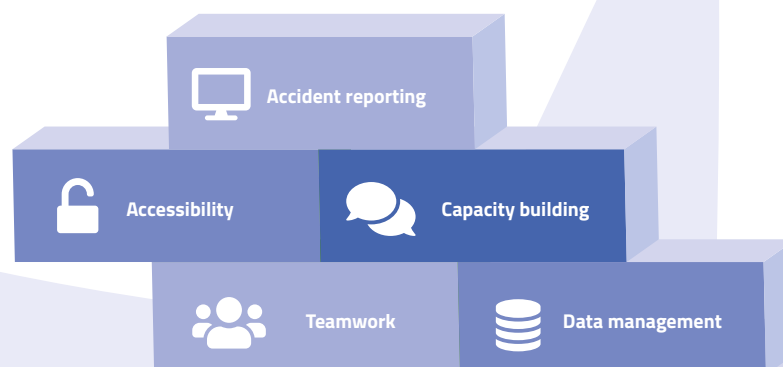 Accident reporting
Accessibility
Capacity building
Teamwork
Data management